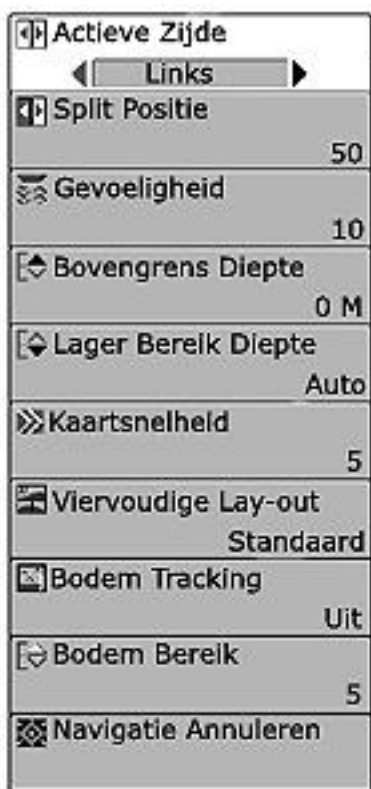 Actieve Zijde
Links
Split Positie
50
Gevoeligheid
10
Bovengrens Diepte
0 M
Lager Bereik Diepte
Auto
Kaartsnelheid
5
Viervoudige Lay-out
Standaard
Bodem Tracking
Uit
Bodem Bereik
5
Navigatie Annuleren